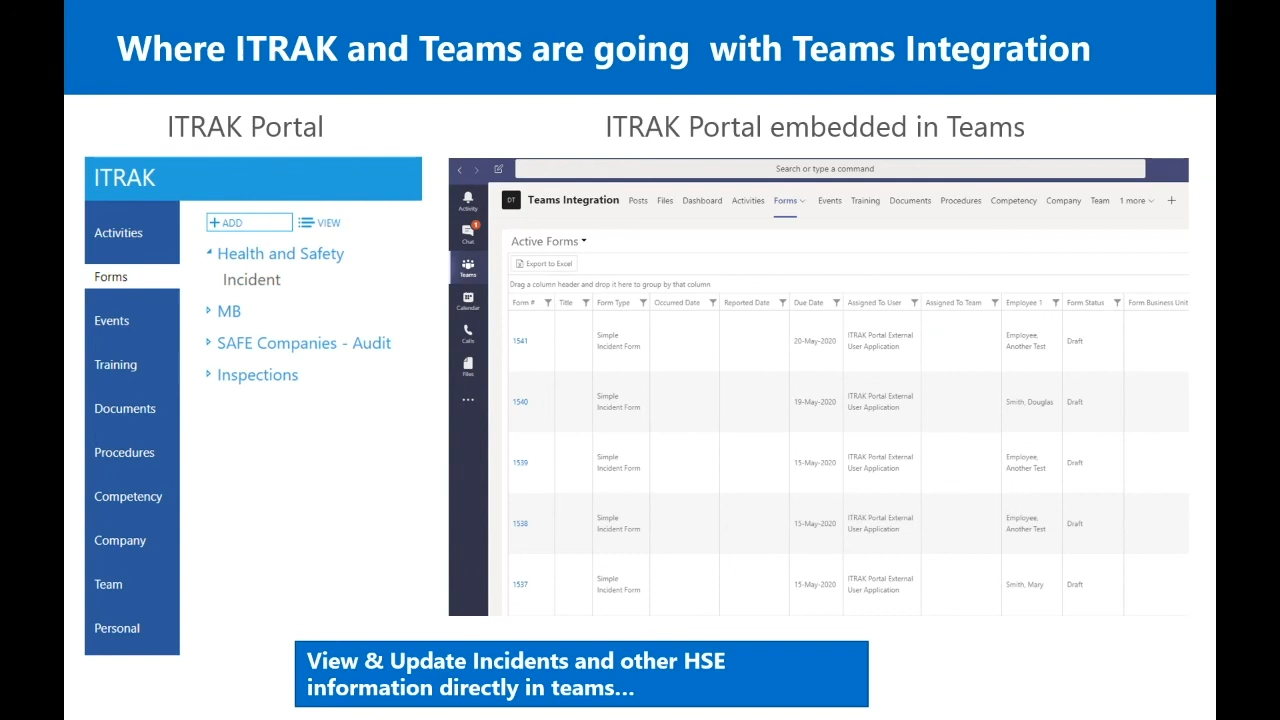 Where ITRAK and Teams are going  with Teams Integration
ITRAK Portal
ITRAK Portal embedded in Teams
ITRAK
Activities
Forms
Events
Training
Documents
Procedures
Competency
Company
Team
Personal
ADD
VIEW
Health and Safety
Incident
MB
SAFE Companies - Audit
Inspections
Search or type a command
Activity
1
Chat
Teams
Calendar
Calls
Files
DT Teams Integration Posts Files Dashboard Activities Forms Events Training Documents Procedures Competency Company Team 1 more
Active Forms
Export to Excel
Drag a column header and drop it here to group by that column
Form # Title Form Type Occurred Date Reported Date Due Date Assigned To User Assigned To Team Employee 1 Form Status Form Business Unit
1541 Simple Incident Form 20-May-2020 ITRAK Portal External User Application Employee, Another Test Draft
1540 Simple Incident Form 19-May-2020 ITRAK Portal External User Application Smith, Douglas Draft
1539 Simple Incident Form 15-May-2020 ITRAK Portal External User Application Employee, Another Test Draft
1538 Simple Incident Form 15-May-2020 ITRAK Portal External User Application Employee, Another Test Draft
1537 Simple Incident Form 15-May-2020 ITRAK Portal External User Application Smith, Mary Draft
View & Update Incidents and other HSE
information directly in teams...